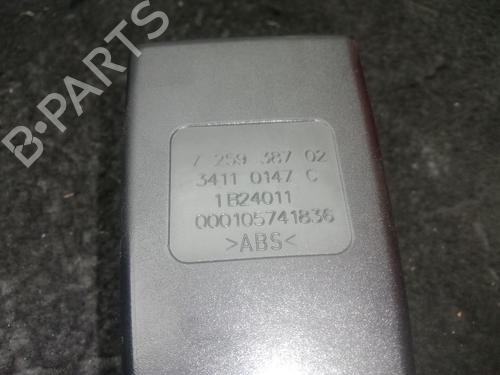 B·PARTS
7 259 387 02
3411 0147 C
1B24011
000105741836
>ABS<